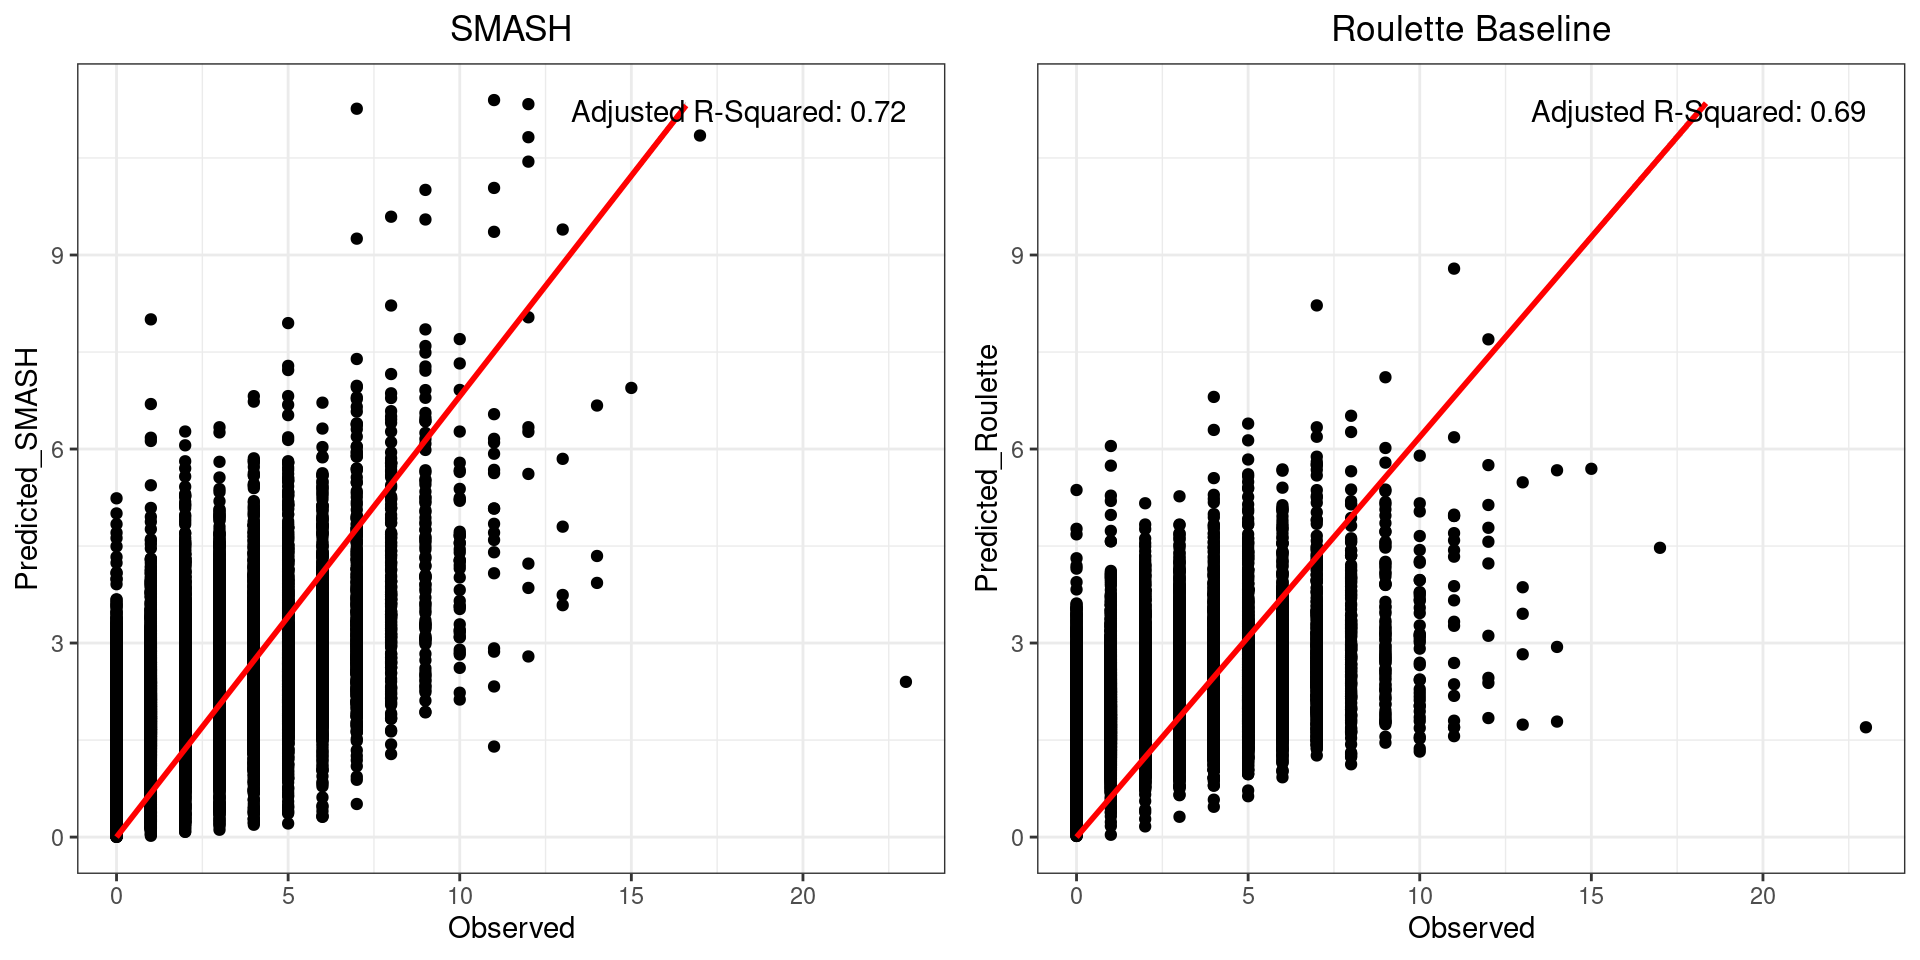 SMASH
Adjusted R-Squared: 0.72
Predicted_SMASH
9
6
3
0
0 5 10 15 20
Observed
Roulette Baseline
Adjusted R-Squared: 0.69
Predicted_Roulette
9
6
3
0
0 5 10 15 20
Observed